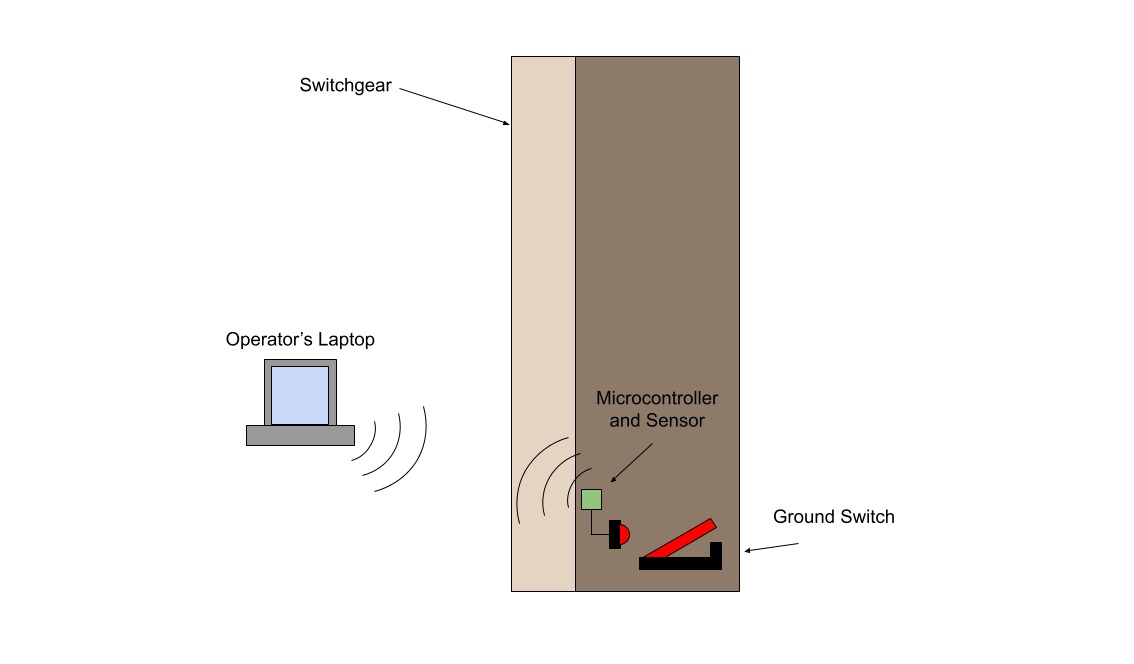 Switchgear
Operator’s Laptop
Microcontroller
and Sensor
Ground Switch